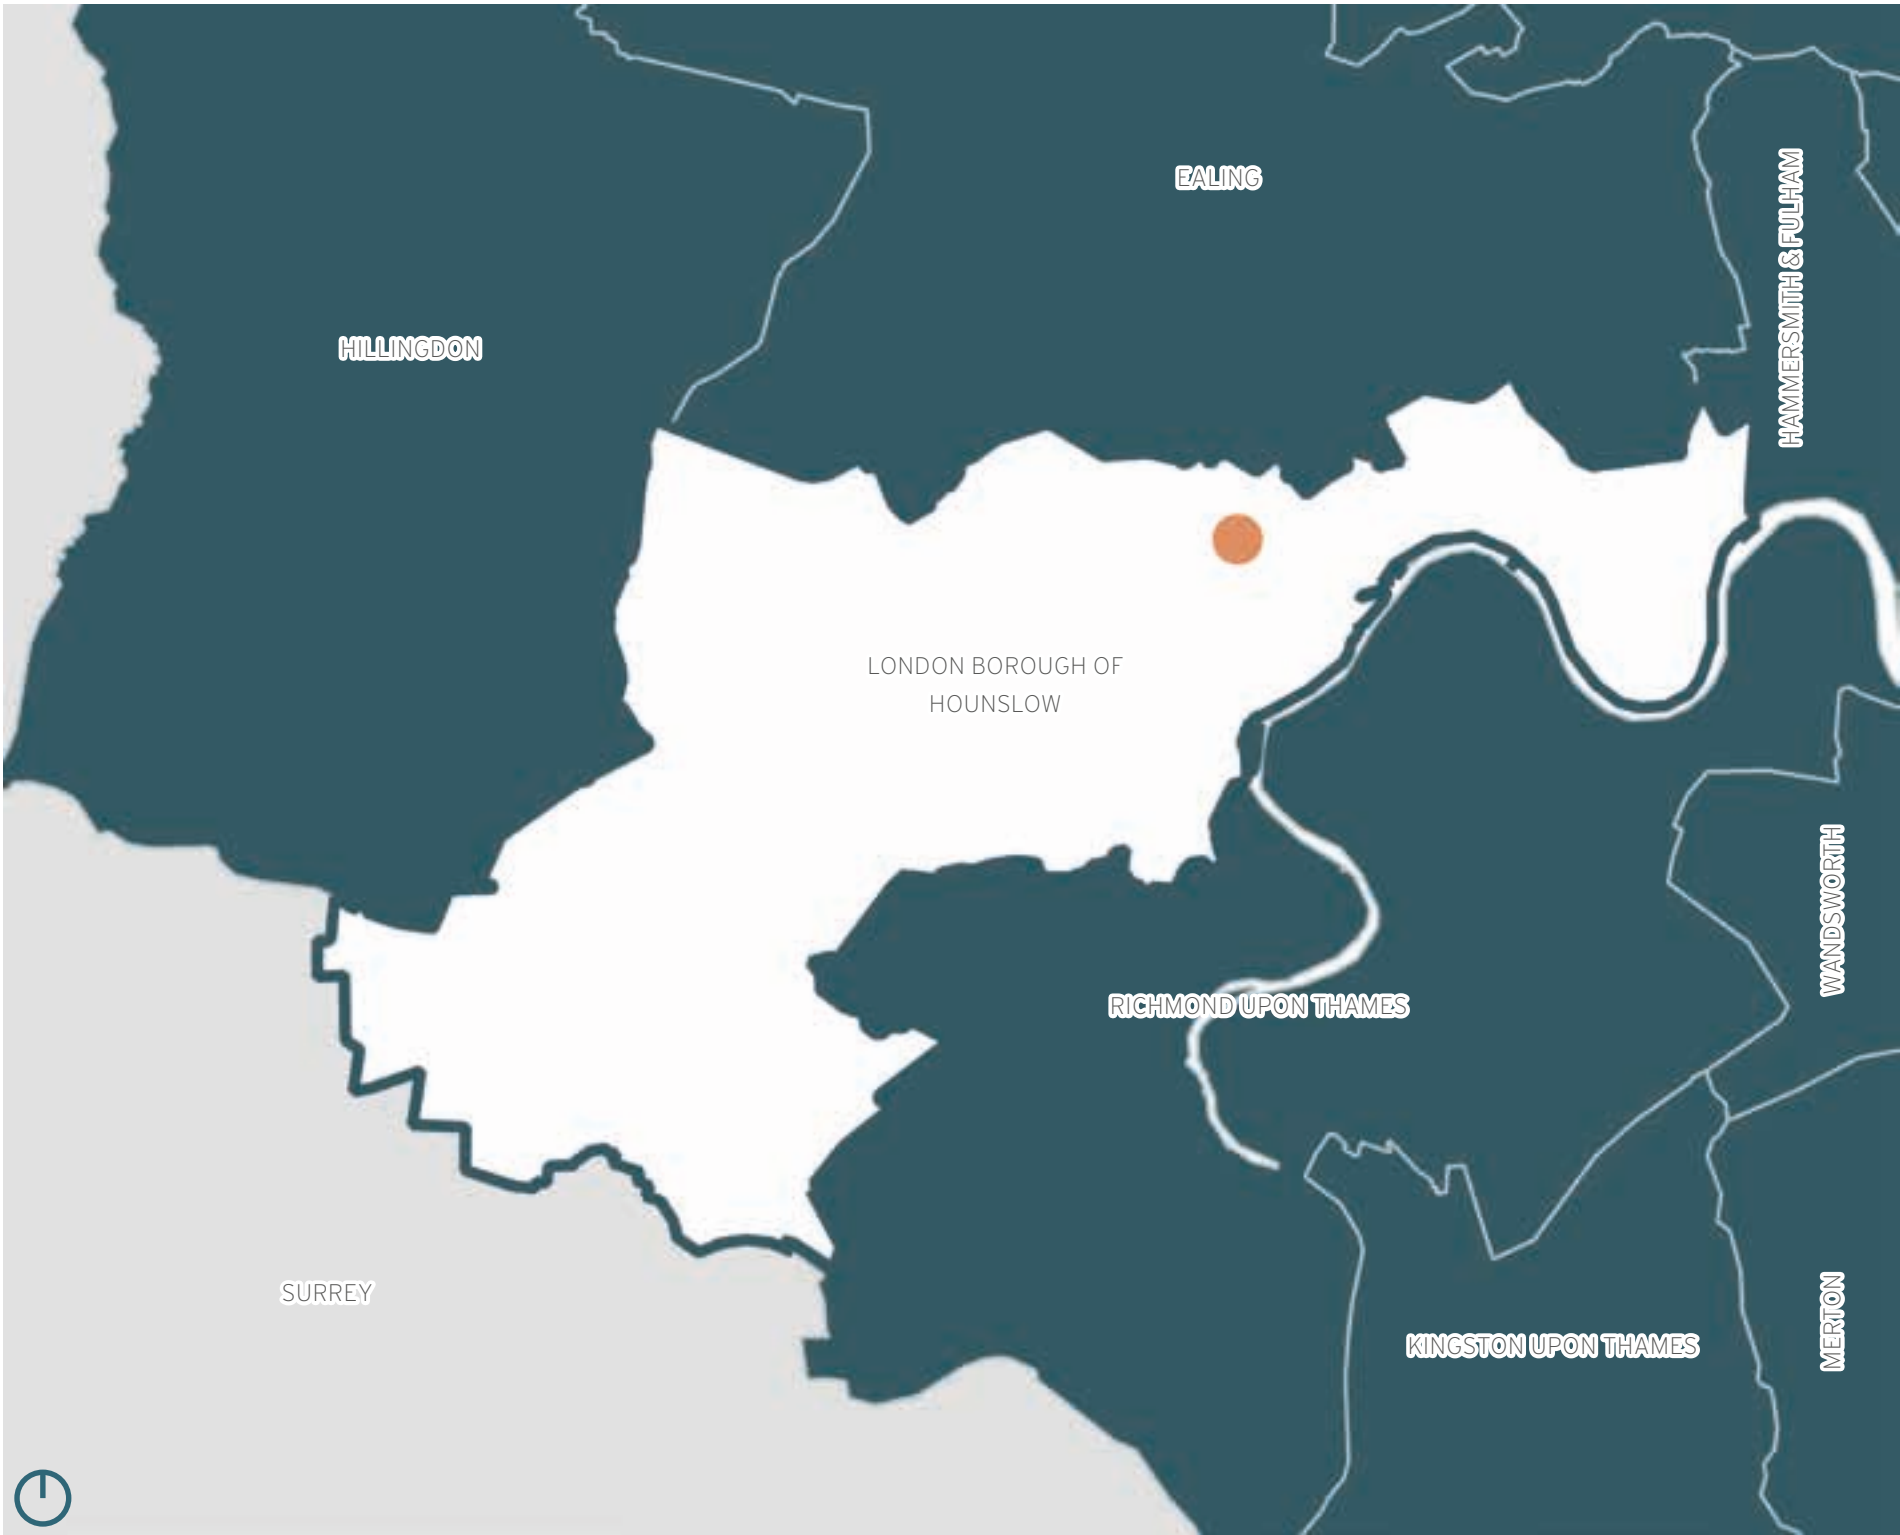 EALING
HAMMERSMITH & FULHAM
HILLINGDON
LONDON BOROUGH OF
HOUNSLOW
WANDSWORTH
RICHMOND UPON THAMES
SURREY
KINGSTON UPON THAMES
MERTON